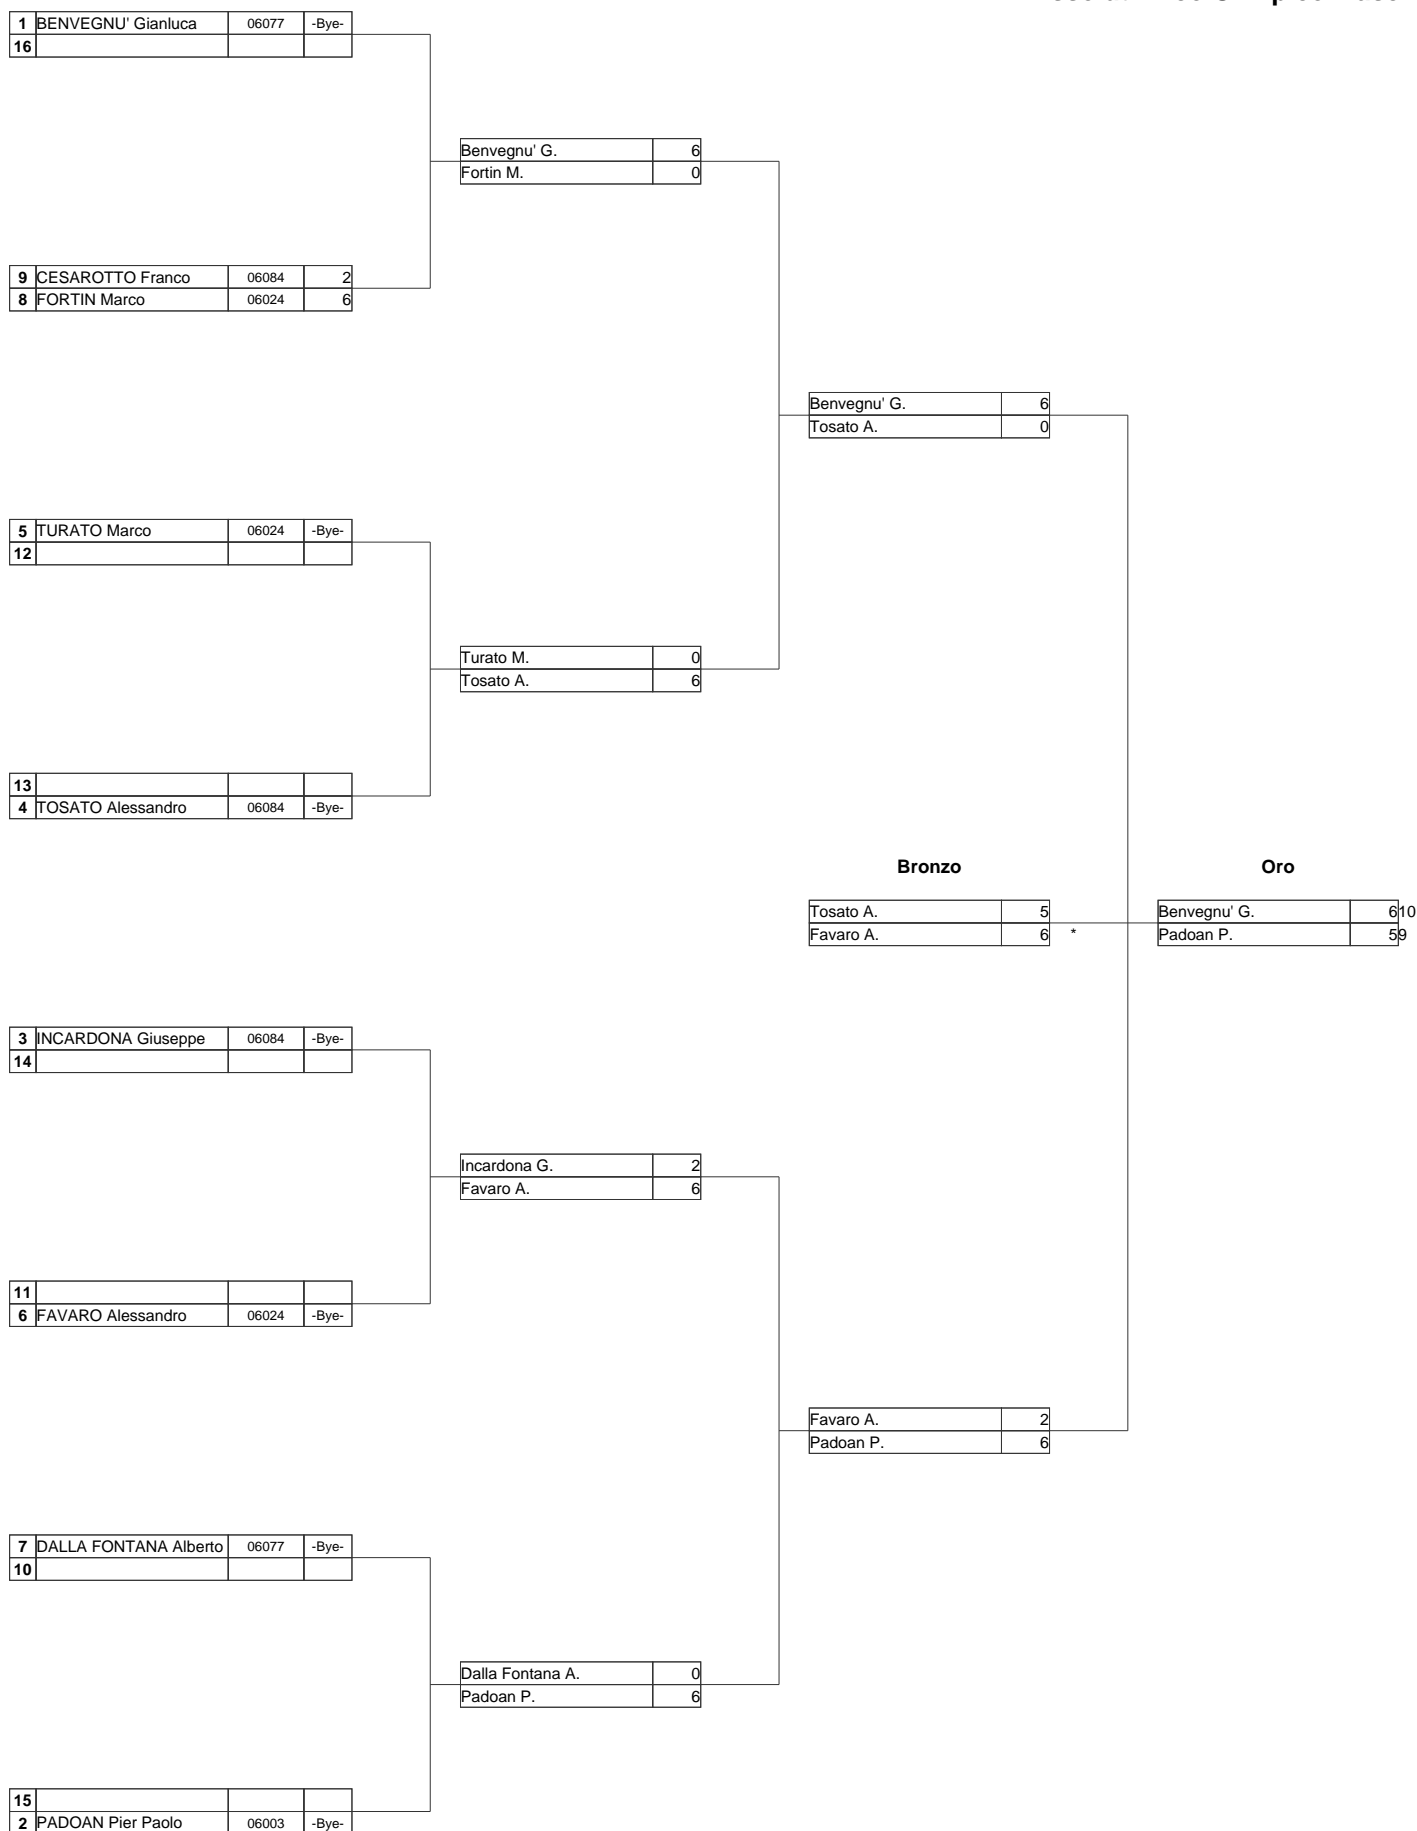 1 BENVEGNU' Gianluca 06077 -Bye-
16
Benvegnu' G. 6
Fortin M. 0
9 CESAROTTO Franco 06084 2
8 FORTIN Marco 06024 6
Benvegnu' G. 6
Tosato A. 0
5 TURATO Marco 06024 -Bye-
12
Turato M. 0
Tosato A. 6
13
4 TOSATO Alessandro 06084 -Bye-
Bronzo Oro
Tosato A. 5 Benvegnu' G. 610
Favaro A. 6 * Padoan P. 59
3 INCARDONA Giuseppe 06084 -Bye-
14
Incardona G. 2
Favaro A. 6
11
6 FAVARO Alessandro 06024 -Bye-
Favaro A. 2
Padoan P. 6
7 DALLA FONTANA Alberto 06077 -Bye-
10
Dalla Fontana A. 0
Padoan P. 6
15
2 PADOAN Pier Paolo 06003 -Bye-